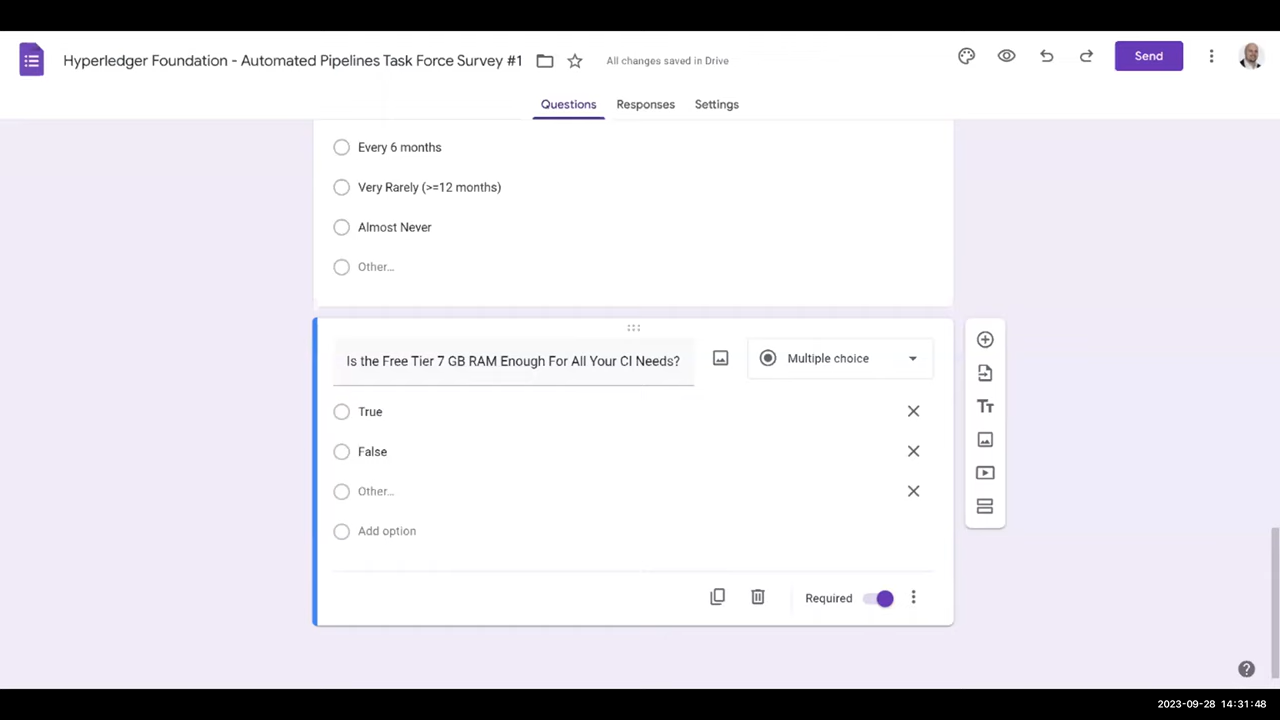 Hyperledger Foundation - Automated Pipelines Task Force Survey #1
All changes saved in Drive
Send
Questions
Responses
Settings
Every 6 months
Very Rarely (>=12 months)
Almost Never
Other...
Is the Free Tier 7 GB RAM Enough For All Your CI Needs?
Multiple choice
True
False
Other...
Add option
Required
Tт
2023-09-28 14:31:48